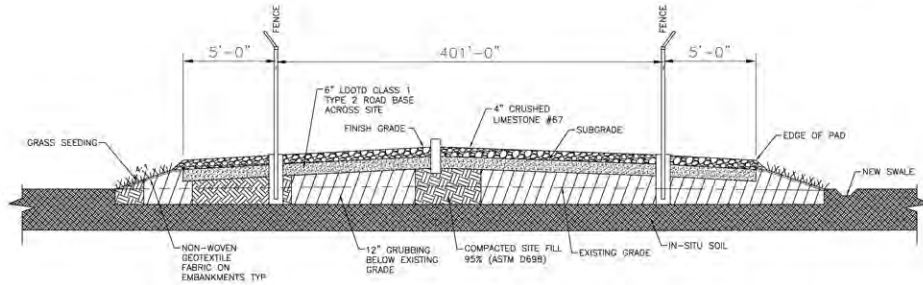 FENCE
FENCE
5'-0"
401'-0"
5'-0"
6" LDOTD CLASS 1
TYPE 2 ROAD BASE
ACROSS SITE
4" CRUSHED
LIMESTONE #67
FINISH GRADE
SUBGRADE
GRASS SEEDING
EDGE OF PAD
4:1
NEW SWALE
NON-WOVEN
GEOTEXTILE
FABRIC ON
EMBANKMENTS TYP
12" GRUBBING
BELOW EXISTING
GRADE
COMPACTED SITE FILL
95% (ASTM D698)
EXISTING GRADE
IN-SITU SOIL